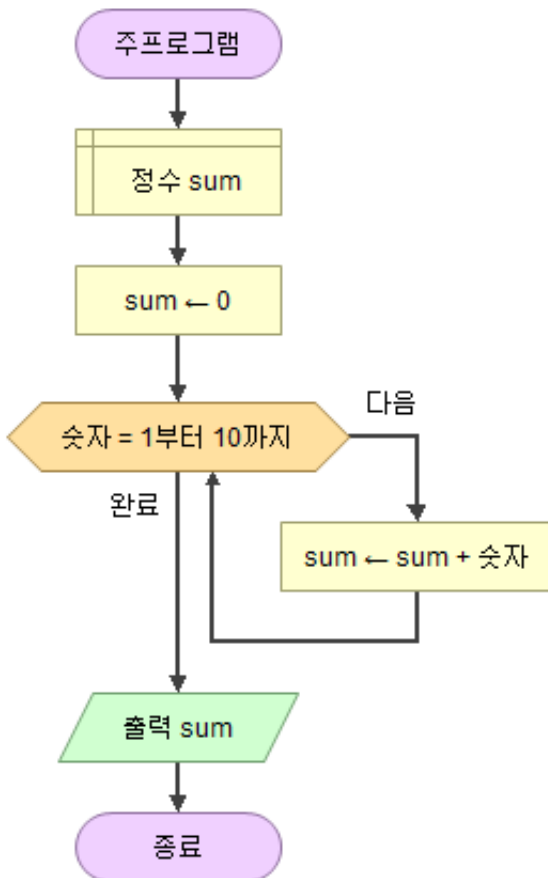 주프로그램
정수 sum
sum ← 0
숫자 = 1부터 10까지
다음
완료
sum ← sum + 숫자
출력 sum
종료